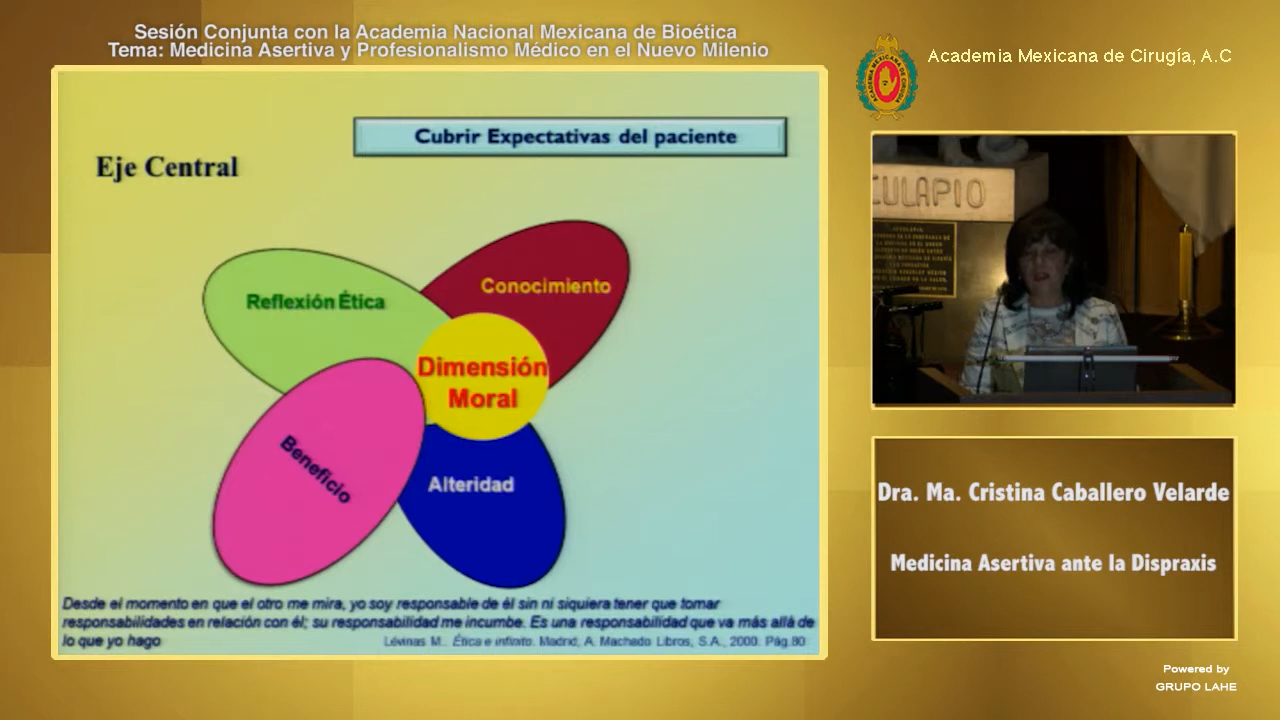 Sesión Conjunta con la Academia Nacional Mexicana de Bioética
Tema: Medicina Asertiva y Profesionalismo Médico en el Nuevo Milenio
Academia Mexicana de Cirugía, A.C
Cubrir Expectativas del paciente
Eje Central
Reflexión Ética
Conocimiento
Dimensión
Moral
Beneficio
Alteridad
Desde el momento en que el otro me mira, yo soy responsable de él sin ni siquiera tener que tomar
responsabilidades en relación con él; su responsabilidad me incumbe. Es una responsabilidad que va más allá de
lo que yo hago
Lévinas M.. Ética e infinito. Madrid, A. Machado Libros, S.A., 2000. Pág.80
CULAPIO
Dra. Ma. Cristina Caballero Velarde
Medicina Asertiva ante la Dispraxis
Powered by
GRUPO LAHE